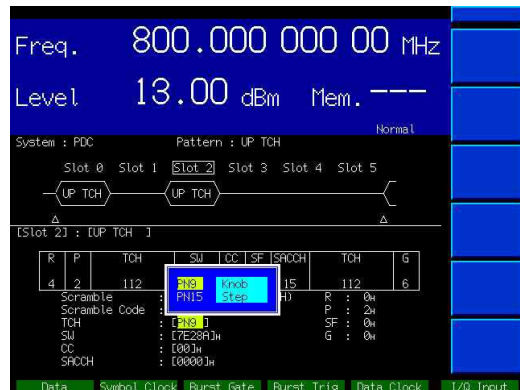 Freq. 800.000 000 00 MHz
Level 13.00 dBm Mem. ---
Normal
System : PDC Pattern : UP TCH
Slot 0 Slot 1 Slot 2 Slot 3 Slot 4 Slot 5
UP TCH UP TCH
[Slot 2] : [UP TCH ]
R P TCH SW CC SF SACCH TCH G
4 2 112 15 112 6
PN9 Knob
PN15 Step
Scramble : H) R : 0H
Scramble Code : P : 2H
TCH : [PN9 ] SF : 0H
SW : [7E28A]H G : 0H
CC : [00]H
SACCH : [0000]H
Data Symbol Clock Burst Gate Burst Trig Data Clock I/Q Input